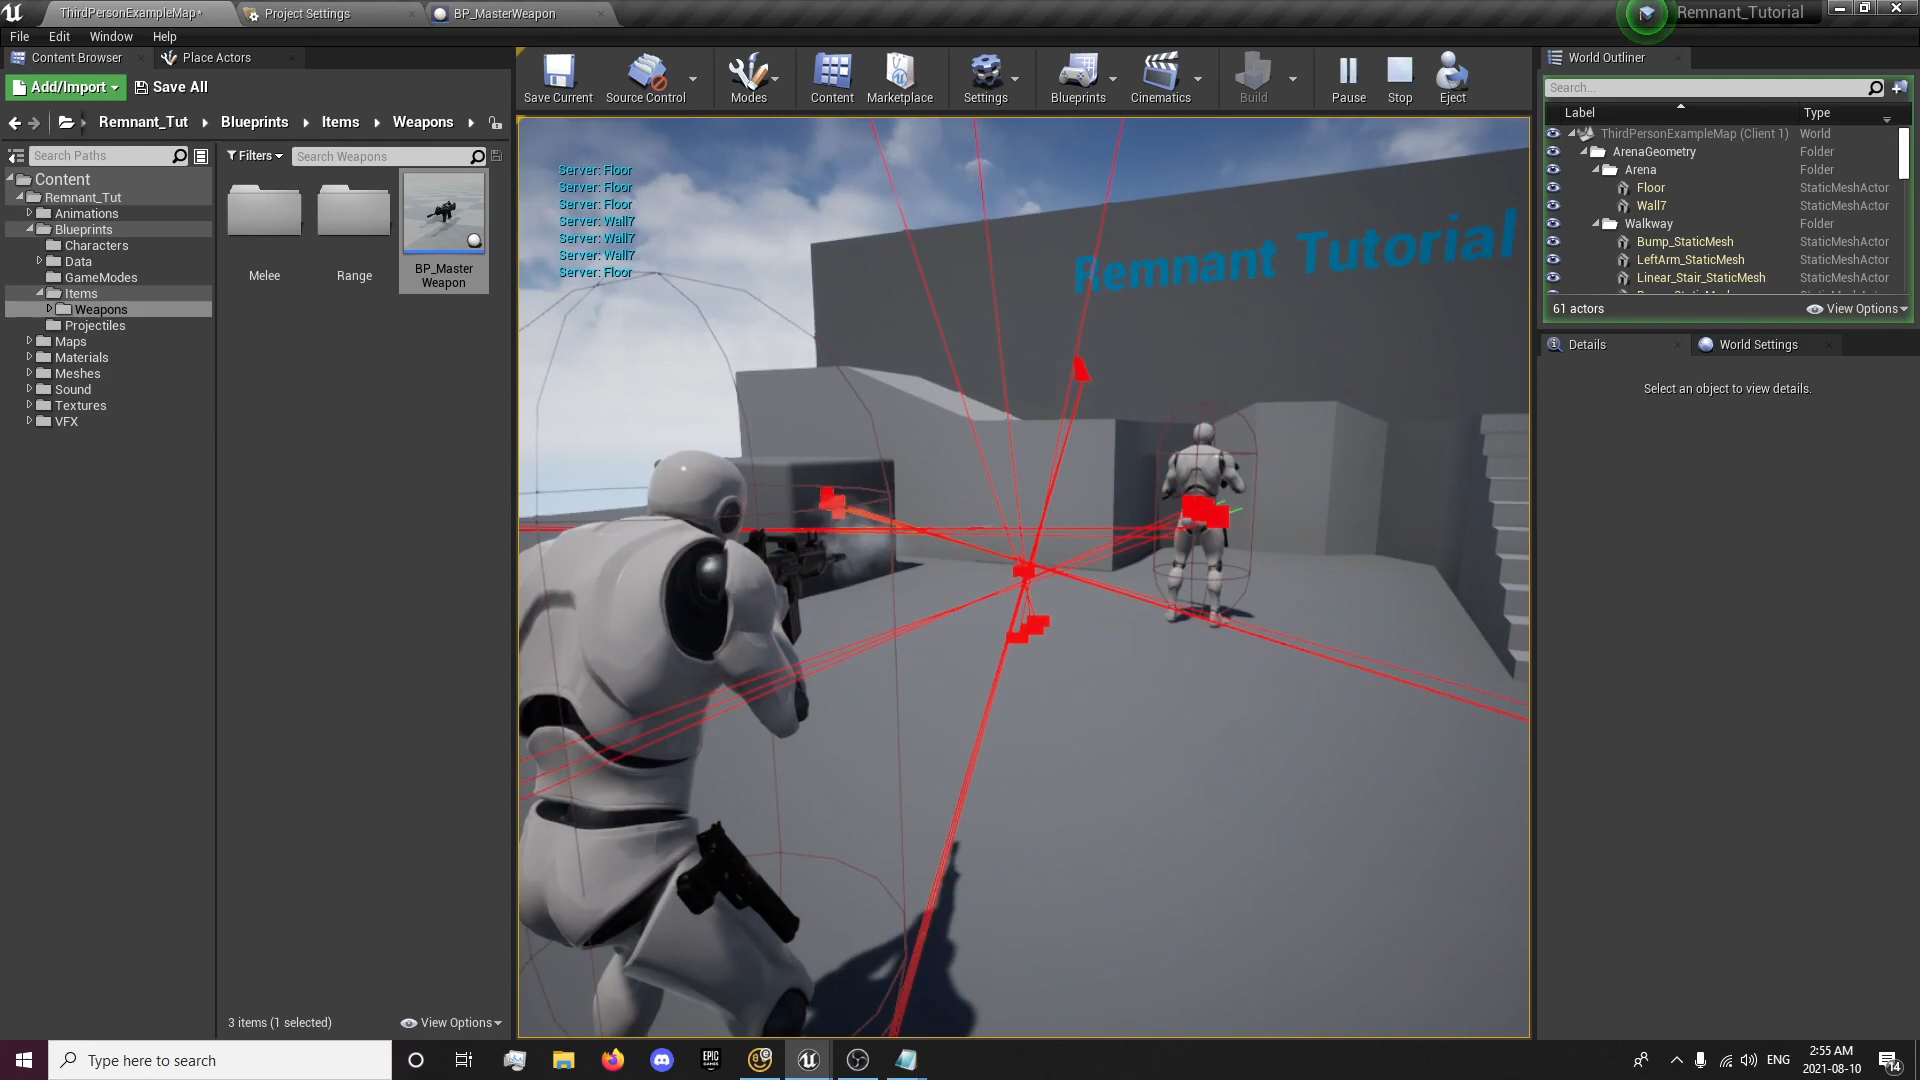 ThirdPersonExampleMap*
Project Settings
BP_MasterWeapon
Remnant_Tutorial
File
Edit
Window
Help
Content Browser
Place Actors
World Outliner
Add/Import
Save All
Save Current
Source Control
Modes
Content
Marketplace
Settings
Blueprints
Cinematics
Build
Pause
Stop
Eject
Search...
Label
Type
Remnant_Tut
Blueprints
Items
Weapons
Search Paths
Filters
Search Weapons
Content
Remnant_Tut
Animations
Blueprints
Characters
Data
GameModes
Items
Weapons
Projectiles
Maps
Materials
Meshes
Sound
Textures
VFX
Melee
Range
BP_Master
Weapon
3 items (1 selected)
View Options
Server: Floor
Server: Floor
Server: Floor
Server: Wall7
Server: Wall7
Server: Wall7
Server: Floor
Remnant Tutorial
ThirdPersonExampleMap (Client 1)
World
ArenaGeometry
Folder
Arena
Folder
Floor
StaticMeshActor
Wall7
StaticMeshActor
Walkway
Folder
Bump_StaticMesh
StaticMeshActor
LeftArm_StaticMesh
StaticMeshActor
Linear_Stair_StaticMesh
StaticMeshActor
61 actors
View Options
Details
World Settings
Select an object to view details.
Type here to search
EPIC
GAMES
ENG
2:55 AM
2021-08-10
14